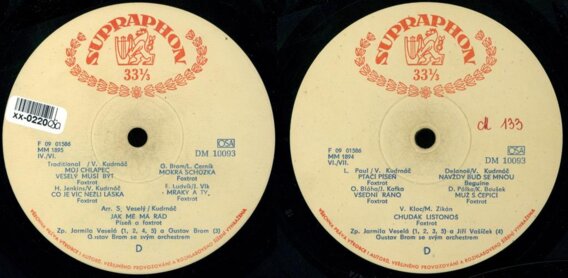 SUPRAPHON
33⅓
xx-0220
F 09 01586
MM 1895
IV./VI.
OSA
DM 10093
Traditional /V. Kudrnáč
MŮJ CHLAPEC
VESELÝ MUSÍ BÝT
Foxtrot
H. Jenkins/V. Kudrnáč
CO JE VÍC NEŽLI LÁSKA
Foxtrot
G. Brom/L. Černík
MOKRÁ SCHŮZKA
Foxtrot
F. Ludvík/J. Vlk
MRAKY A TY
Foxtrot
Arr. S. Veselý / Kudrnáč
JAK MĚ MÁ RÁD
Píseň a foxtrot
Zp. Jarmila Veselá (1, 2, 4, 5) a Gustav Brom (3)
Gustav Brom se svým orchestrem
D
SUPRAPHON
33⅓
čl 133
F 09 01586
MM 1894
VI./VII.
OSA
DM 10093
L. Paul /V. Kudrnáč
PTAČÍ PÍSEŇ
Foxtrot
O. Bláha/Z. Kafka
VŠEDNÍ RÁNO
Foxtrot
Delanoë/V. Kudrnáč
NAVŽDY BUĎ SE MNOU
Beguine
D. Pálka/K. Boušek
MUŽ S ČEPICÍ
Foxtrot
V. Kloc/M. Zikán
CHUDÁK LISTONOŠ
Foxtrot
Zp. Jarmila Veselá (1, 2, 3, 5) a Jiří Vašíček (4)
Gustav Brom se svým orchestrem
D